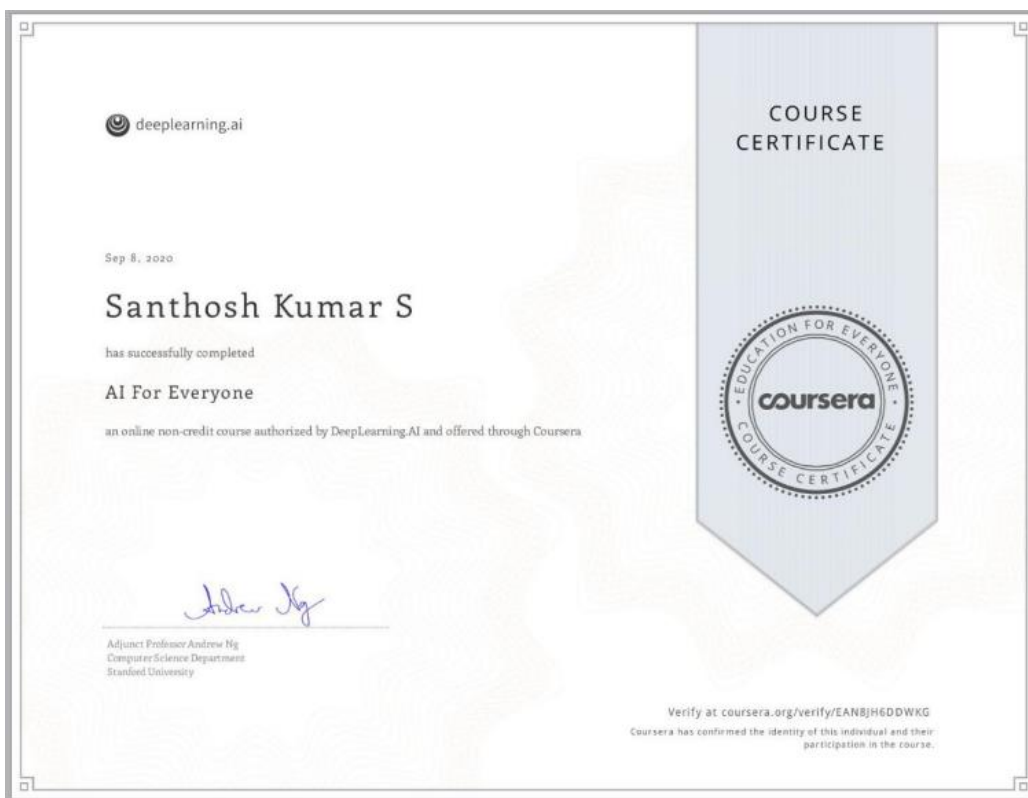 deeplearning.ai
COURSE
CERTIFICATE
Sep 8, 2020
Santhosh Kumar S
has successfully completed
AI For Everyone
an online non-credit course authorized by DeepLearning.AI and offered through Coursera
EDUCATION FOR EVERYONE
coursera
COURSE CERTIFICATE
Andrew Ng
Adjunct Professor Andrew Ng
Computer Science Department
Stanford University
Verify at coursera.org/verify/EAN8JH6DDWKG
Coursera has confirmed the identity of this individual and their
participation in the course.